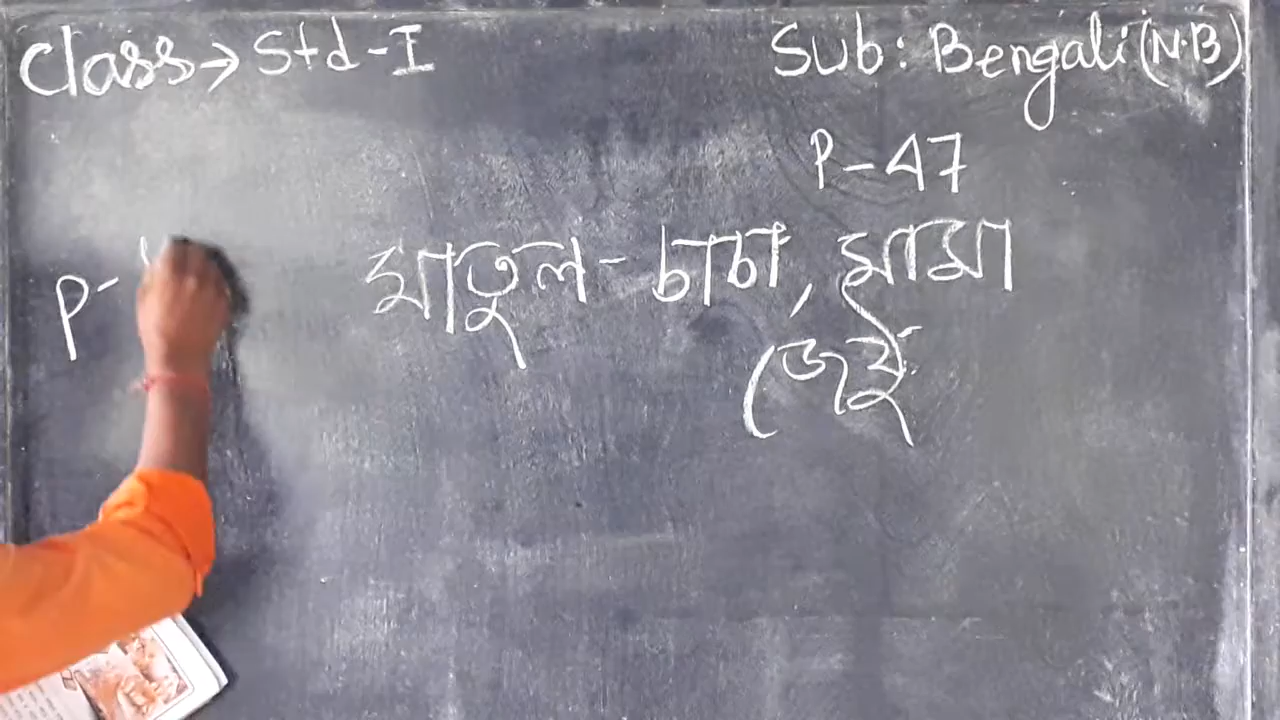 Class → Std-I
Sub: Bengali (N.B)
P-47
মাতুল - চাচা, মামা
জেঠু
P-